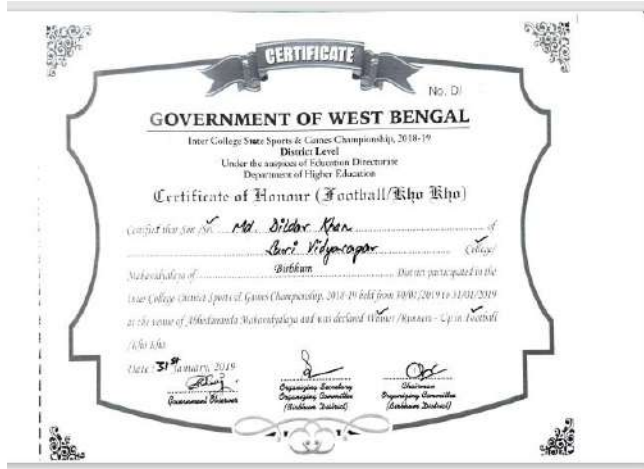 CERTIFICATE
No. D/
GOVERNMENT OF WEST BENGAL
Inter College State Sports & Games Championship, 2018-19
District Level
Under the auspices of Education Directorate
Department of Higher Education
Certificate of Honour (Football/Kho Kho)
Certified that Sm /Sri. Md. Dildar Khan of
Suri Vidyasagar College/
Mahavidyalaya of Birbhum District participated in the
Inter College District Sports & Games Championship, 2018-19 held from 30/01/2019 to 31/01/2019
at the venue of Abhedananda Mahavidyalaya and was declared Winner /Runners - Up in Football
/Kho Kho.
Date : 31st January, 2019
Government Observer
Organising Secretary
Organising Committee
(Birbhum District)
Chairman
Organising Committee
(Birbhum District)